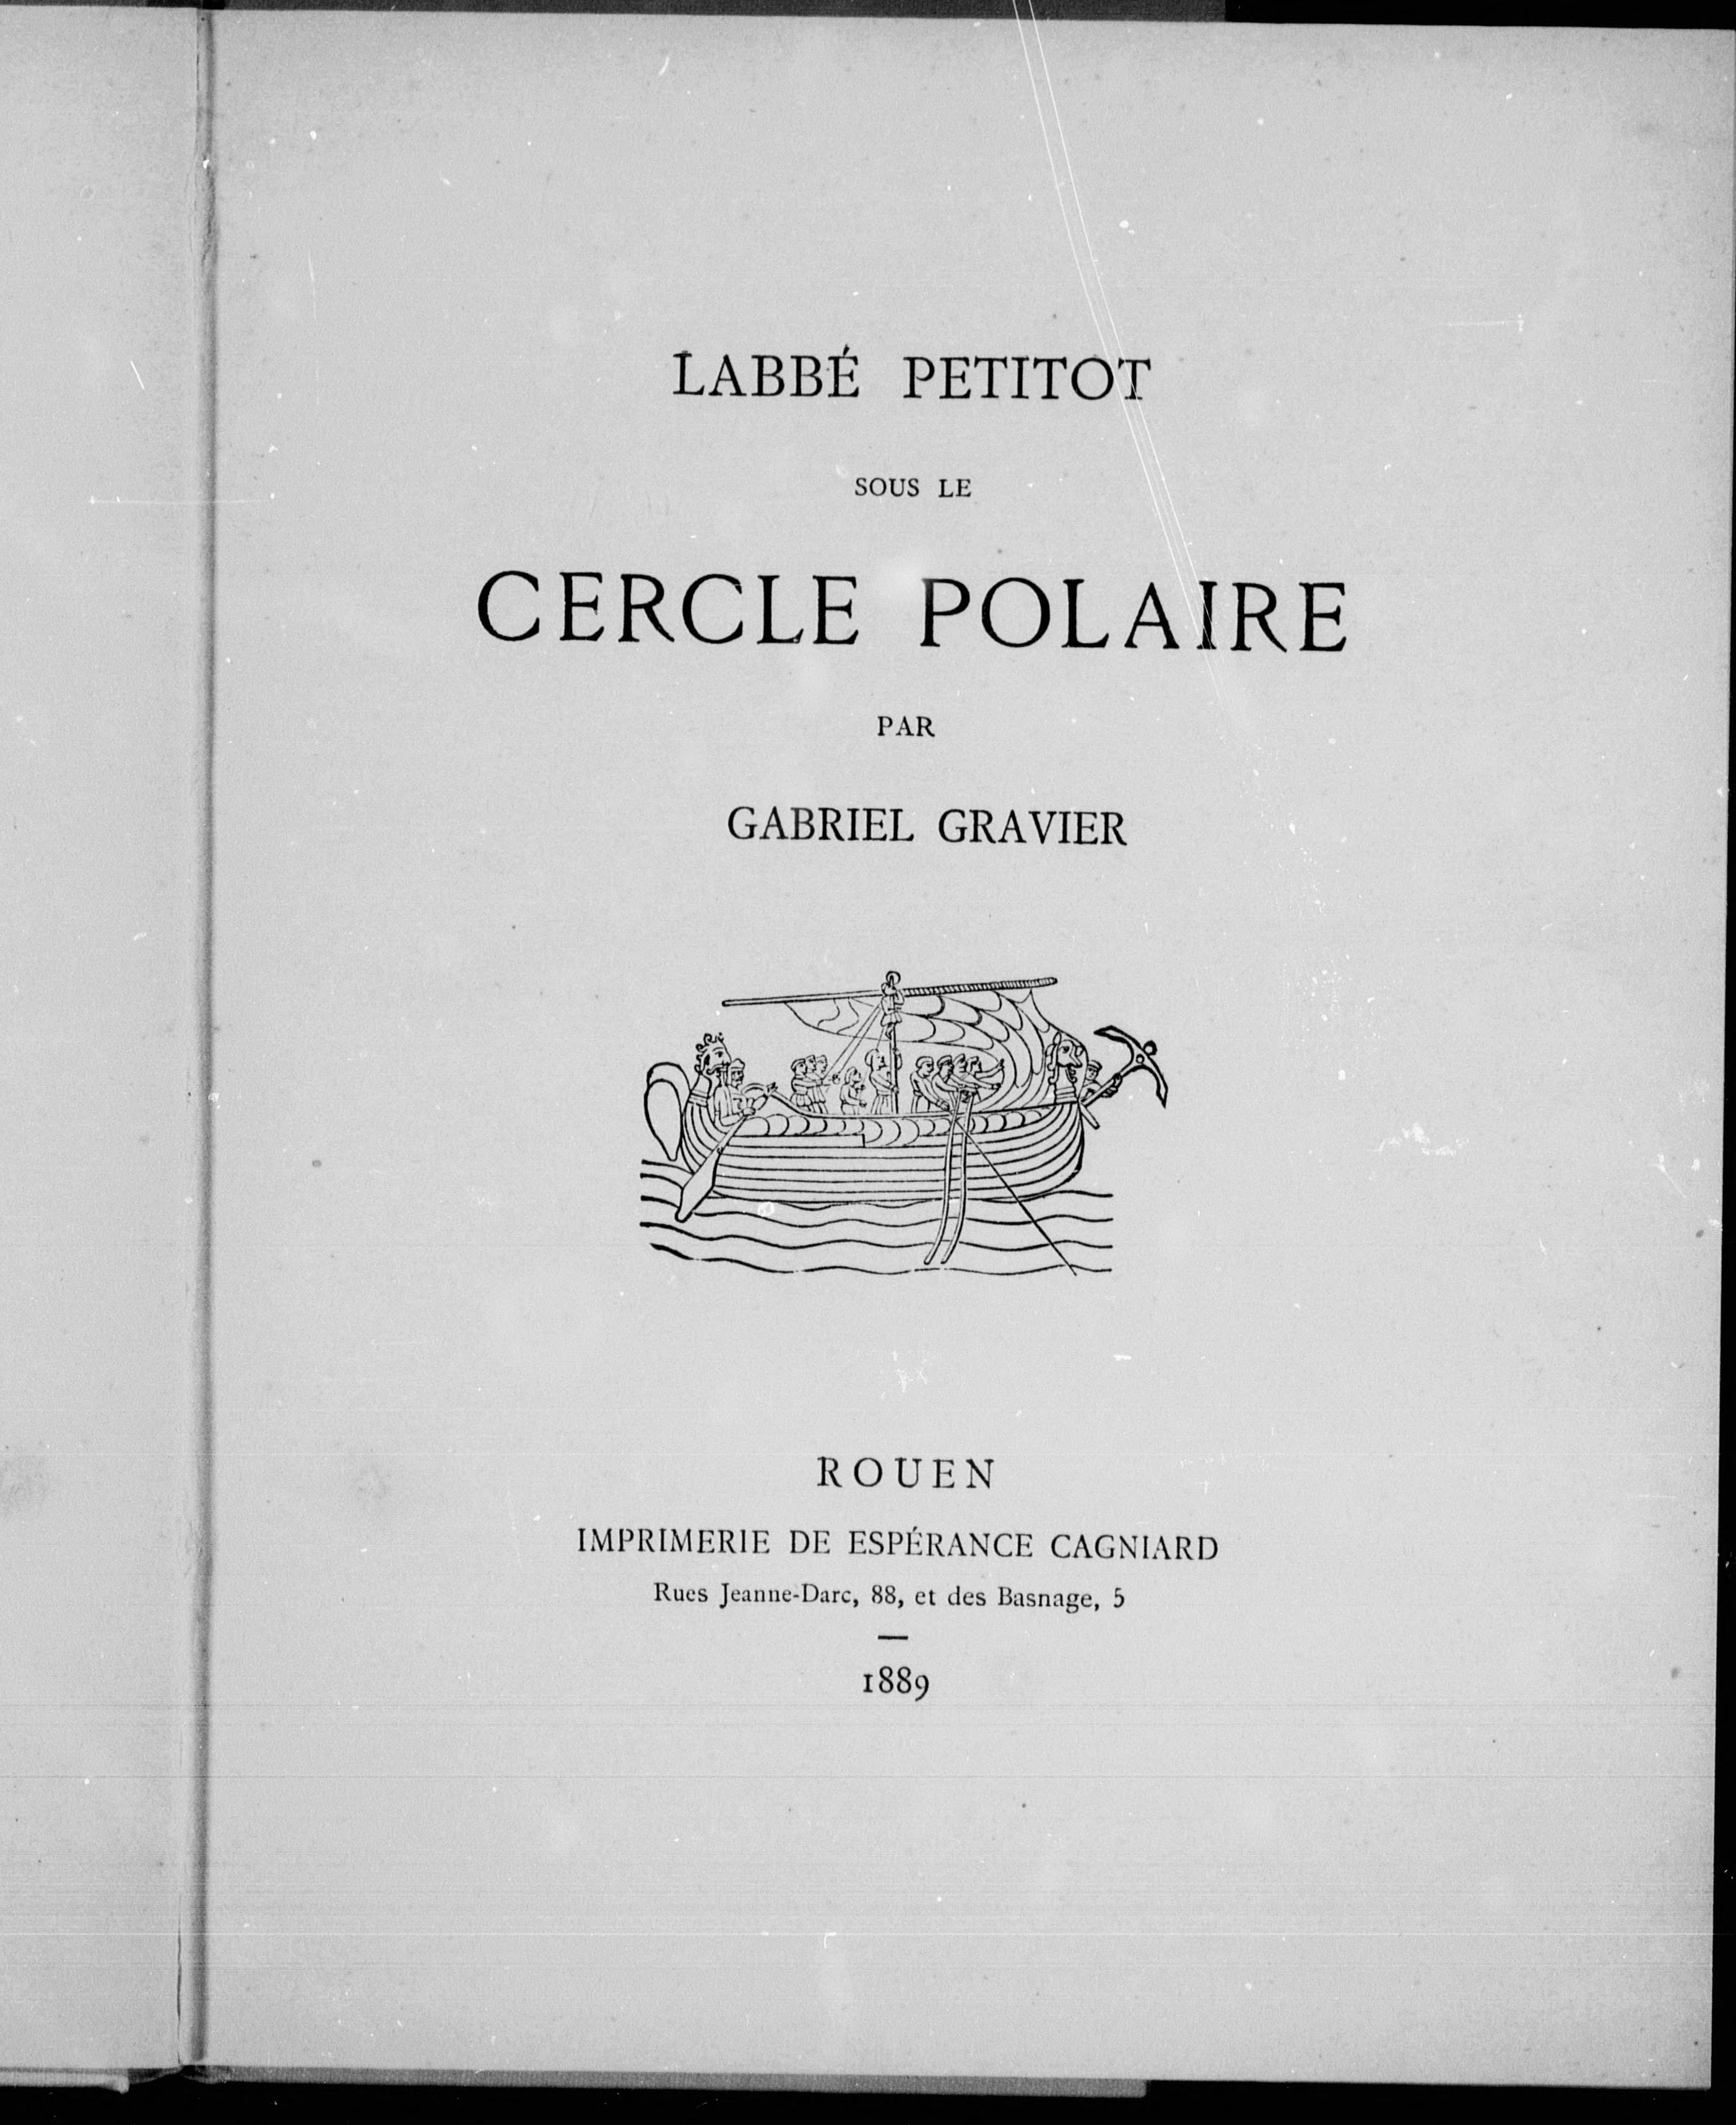 LABBÉ PETITOT
SOUS LE
CERCLE POLAIRE
PAR
GABRIEL GRAVIER
ROUEN
IMPRIMERIE DE ESPÉRANCE CAGNIARD
Rues Jeanne-Darc, 88, et des Basnage, 5
1889